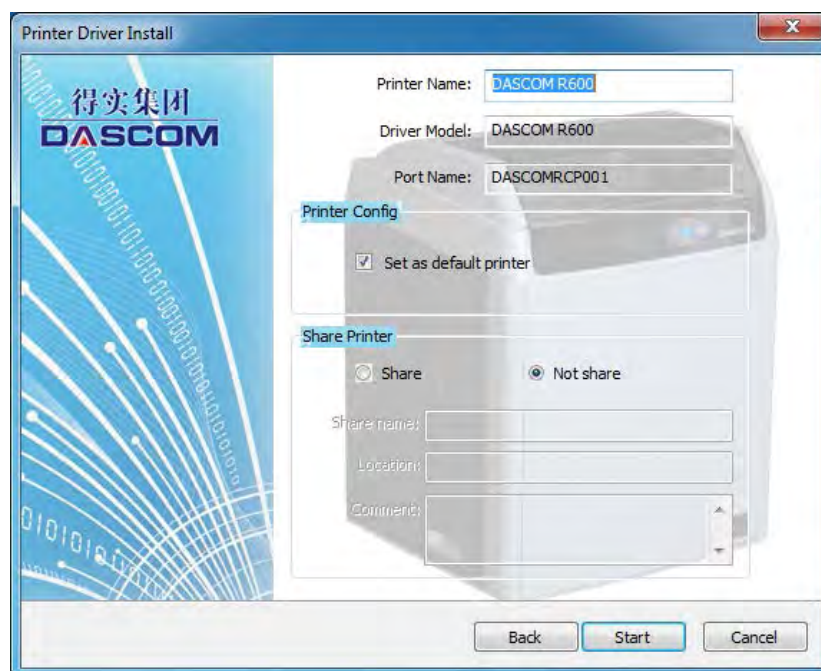 Printer Driver Install
得实集团
DASCOM
Printer Name: DASCOM R600
Driver Model: DASCOM R600
Port Name: DASCOMRCP001
Printer Config
Set as default printer
Share Printer
Share
Not share
Share name:
Location:
Comment:
Back
Start
Cancel